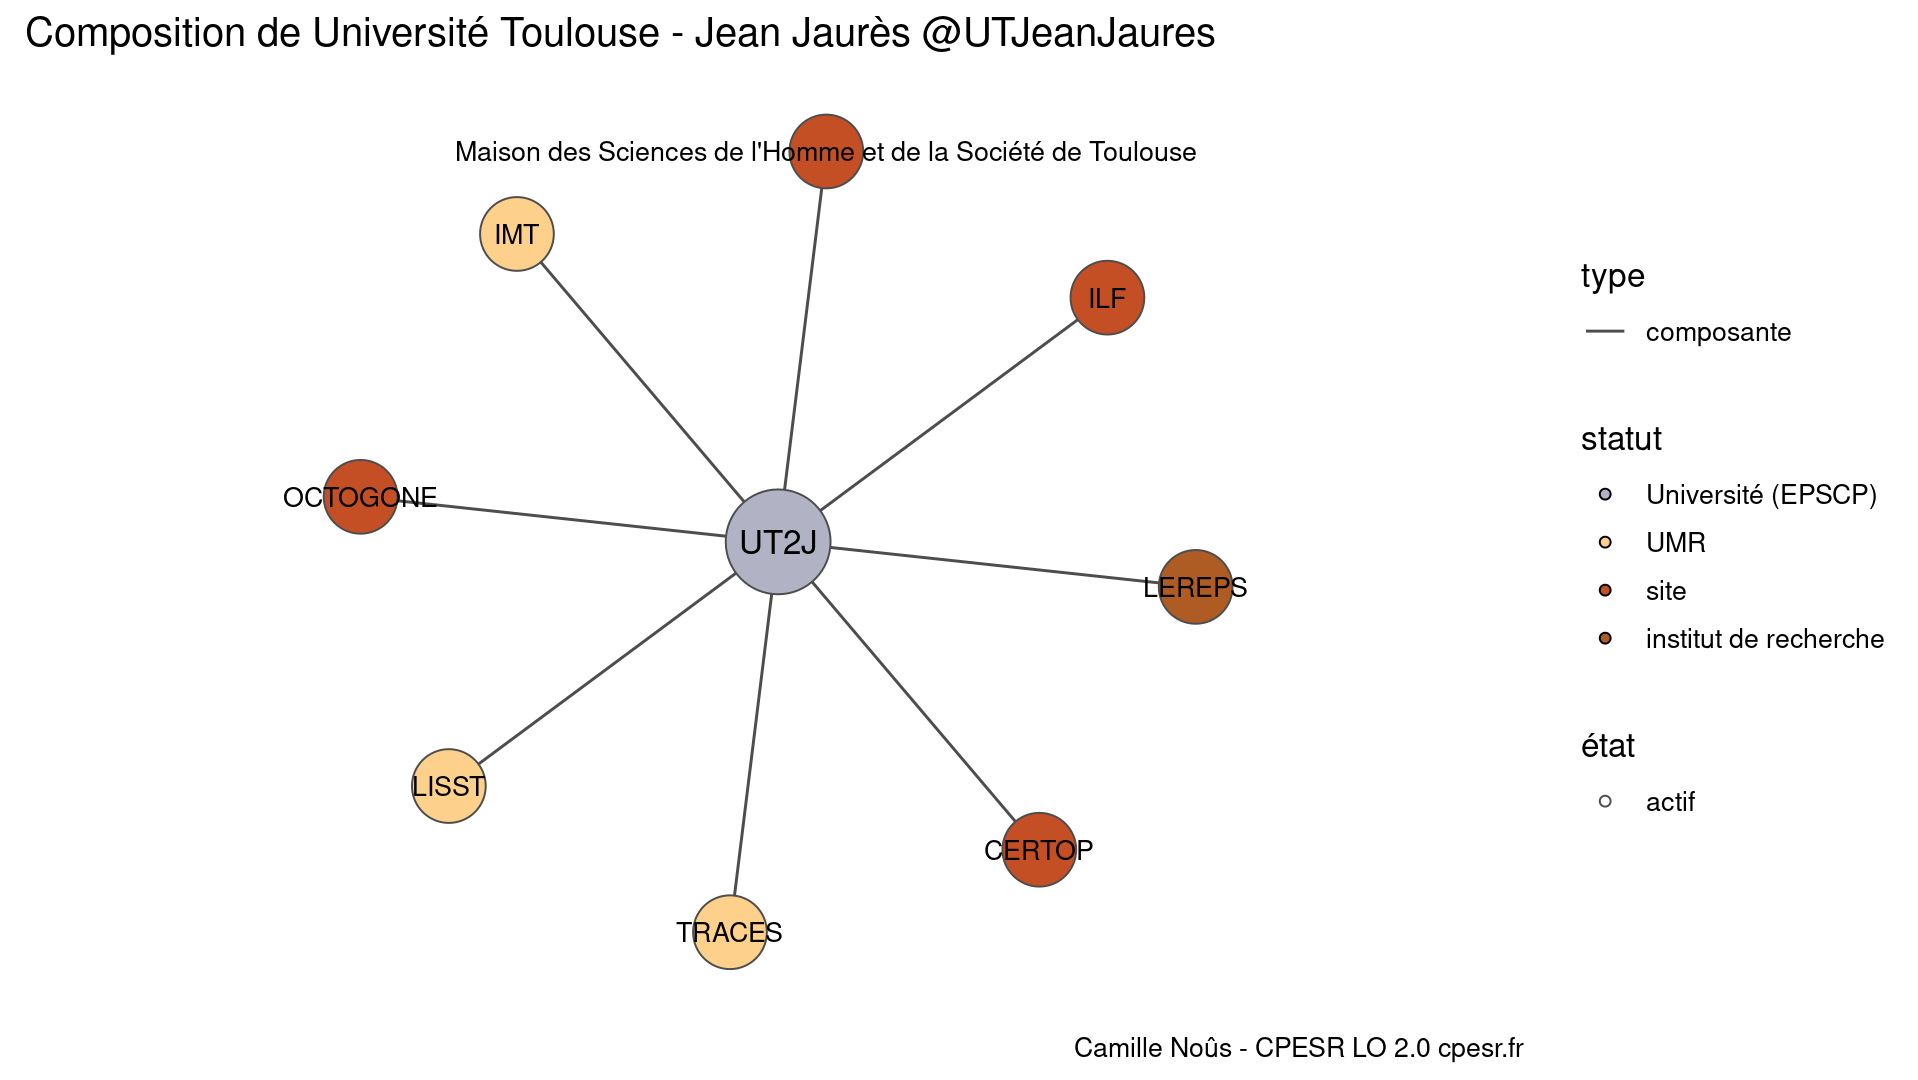 Composition de Université Toulouse - Jean Jaurès @UTJeanJaures
Maison des Sciences de l'Homme et de la Société de Toulouse
IMT
ILF
OCTOGONE
UT2J
LEREPS
LISST
CERTOP
TRACES
type
composante
statut
Université (EPSCP)
UMR
site
institut de recherche
état
actif
Camille Noûs - CPESR LO 2.0 cpesr.fr